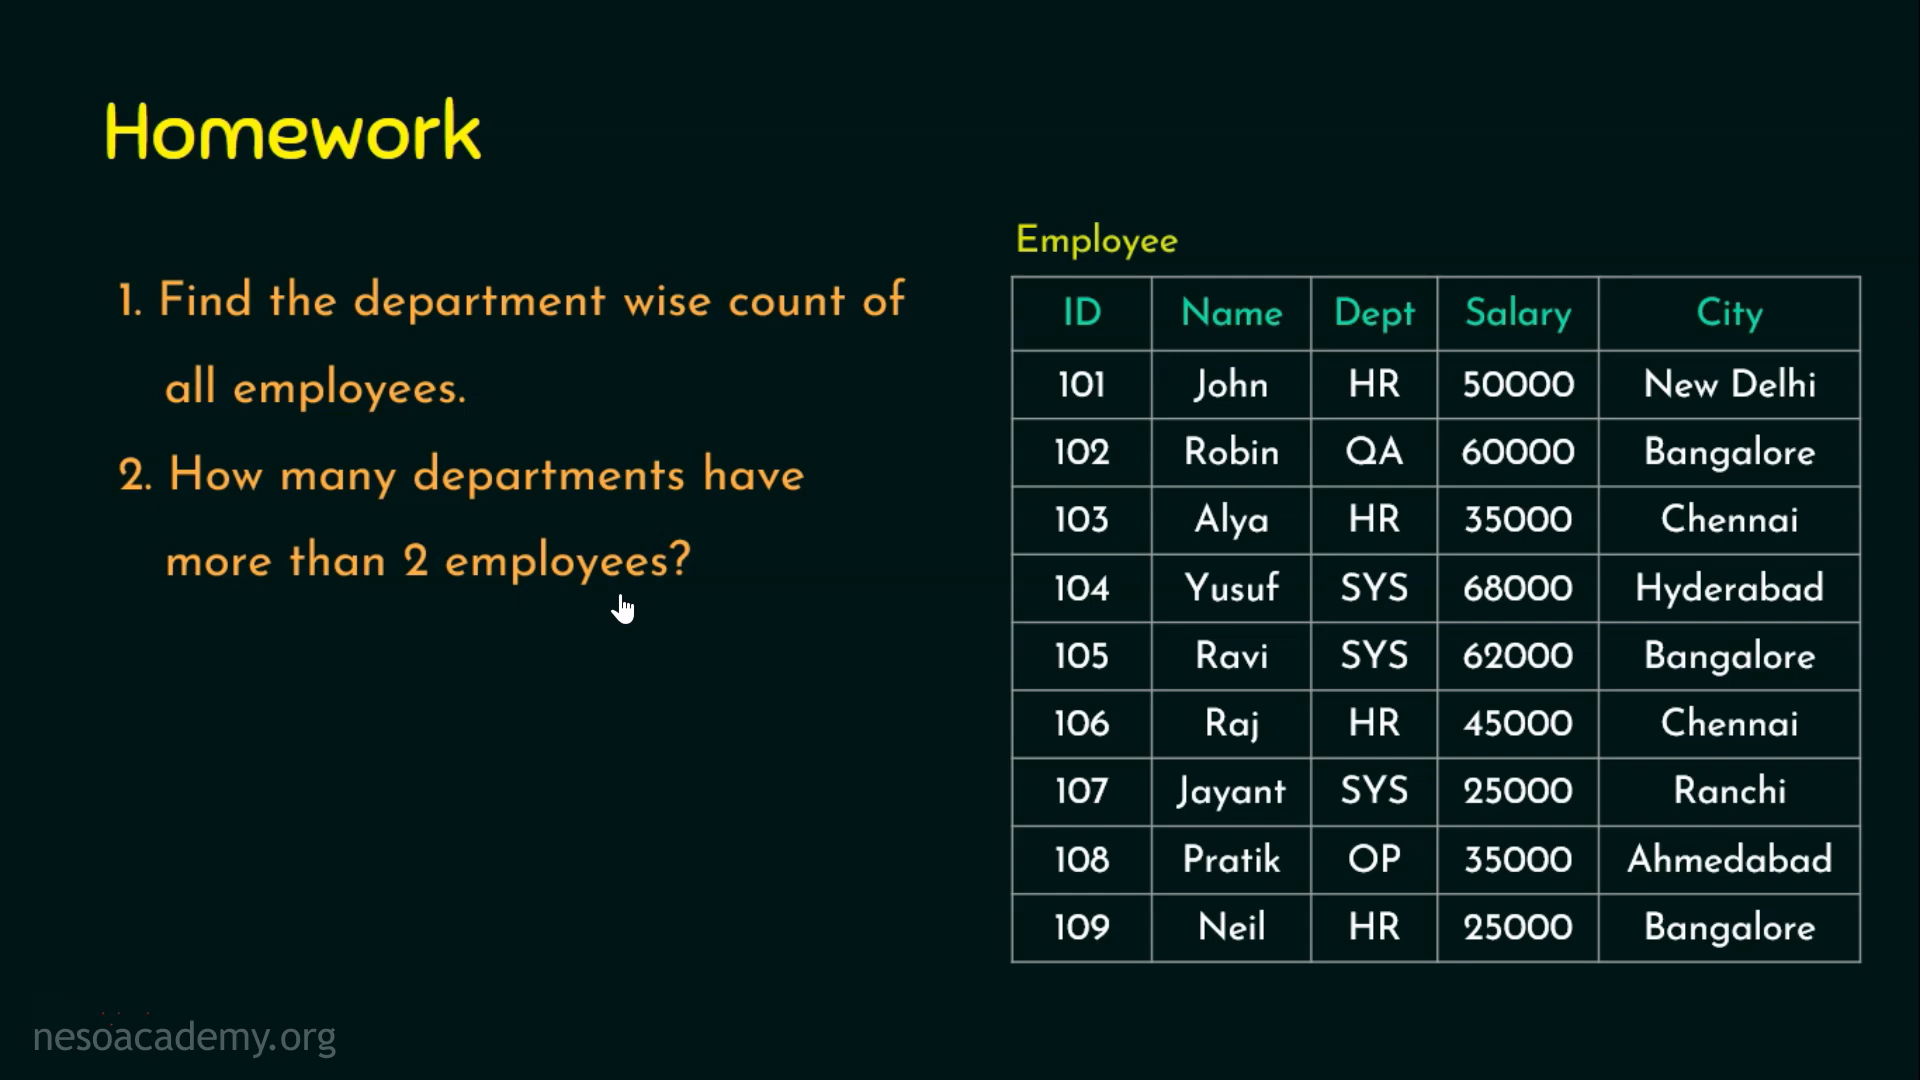 Homework
1. Find the department wise count of
all employees.
2. How many departments have
more than 2 employees?
Employee
ID Name Dept Salary City
101 John HR 50000 New Delhi
102 Robin QA 60000 Bangalore
103 Alya HR 35000 Chennai
104 Yusuf SYS 68000 Hyderabad
105 Ravi SYS 62000 Bangalore
106 Raj HR 45000 Chennai
107 Jayant SYS 25000 Ranchi
108 Pratik OP 35000 Ahmedabad
109 Neil HR 25000 Bangalore
nesoacademy.org